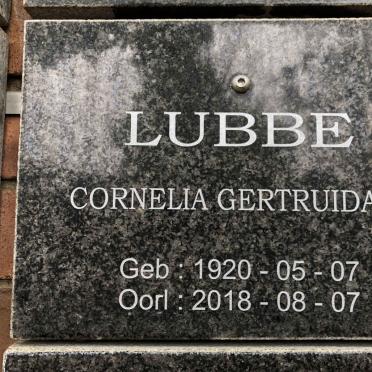 LUBBE
CORNELIA GERTRUIDA
Geb : 1920 - 05 - 07
Oorl : 2018 - 08 - 07